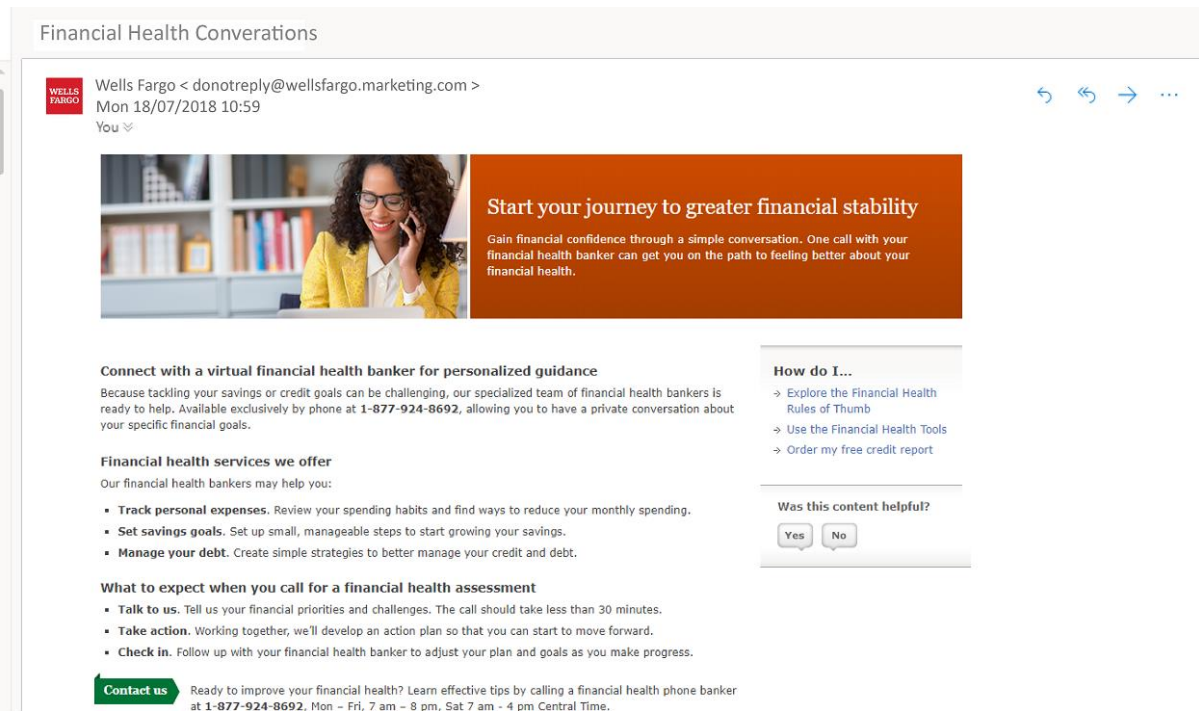 Financial Health Converations
WELLS
FARGO
Wells Fargo < donotreply@wellsfargo.marketing.com >
Mon 18/07/2018 10:59
You
Start your journey to greater financial stability
Gain financial confidence through a simple conversation. One call with your
financial health banker can get you on the path to feeling better about your
financial health.
Connect with a virtual financial health banker for personalized guidance
Because tackling your savings or credit goals can be challenging, our specialized team of financial health bankers is
ready to help. Available exclusively by phone at 1-877-924-8692, allowing you to have a private conversation about
your specific financial goals.
Financial health services we offer
Our financial health bankers may help you:
Track personal expenses. Review your spending habits and find ways to reduce your monthly spending.
Set savings goals. Set up small, manageable steps to start growing your savings.
Manage your debt. Create simple strategies to better manage your credit and debt.
What to expect when you call for a financial health assessment
Talk to us. Tell us your financial priorities and challenges. The call should take less than 30 minutes.
Take action. Working together, we'll develop an action plan so that you can start to move forward.
Check in. Follow up with your financial health banker to adjust your plan and goals as you make progress.
Contact us
Ready to improve your financial health? Learn effective tips by calling a financial health phone banker
at 1-877-924-8692, Mon – Fri, 7 am – 8 pm, Sat 7 am - 4 pm Central Time.
How do I...
Explore the Financial Health
Rules of Thumb
Use the Financial Health Tools
Order my free credit report
Was this content helpful?
Yes
No